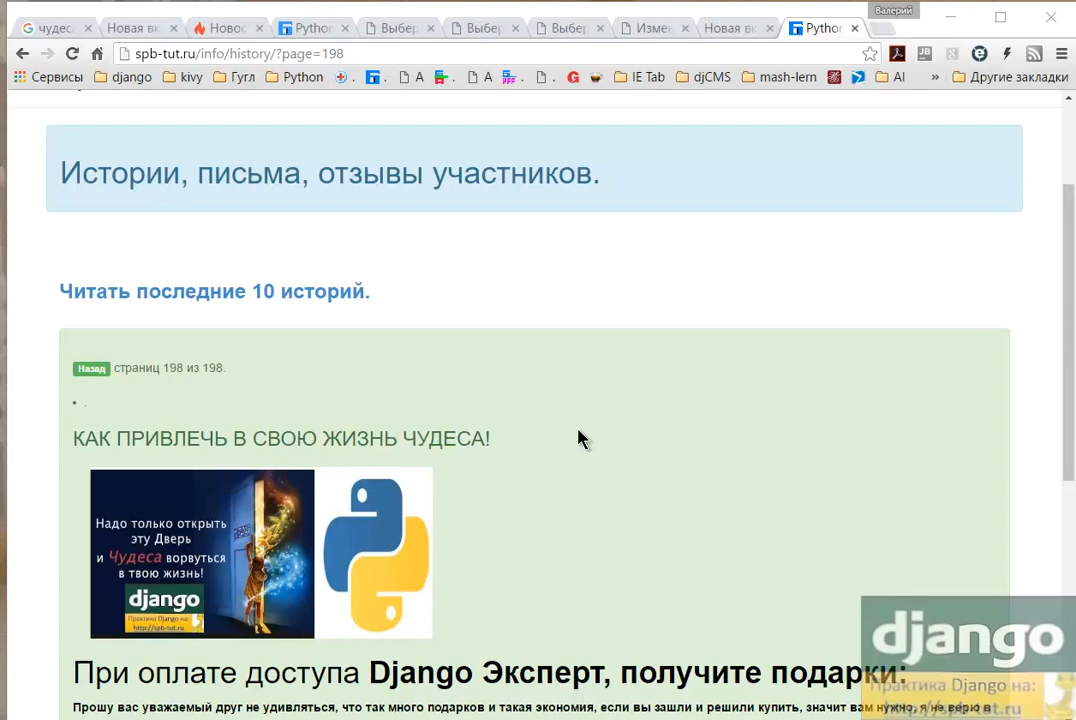 Валерий
чудес
Новая вк
Новос
Python
Выбер
Выбер
Выбер
Измен
Новая вк
Python
spb-tut.ru/info/history/?page=198
Сервисы django kivy Гугл Python . . A . A . . IE Tab djCMS mash-lern AI » Другие закладки
Истории, письма, отзывы участников.
Читать последние 10 историй.
Назад страниц 198 из 198.
КАК ПРИВЛЕЧЬ В СВОЮ ЖИЗНЬ ЧУДЕСА!
Надо только открыть
эту Дверь
и Чудеса ворвуться
в твою жизнь!
django
Практика Django на:
http://spb-tut.ru
При оплате доступа Django Эксперт, получите подарки:
Прошу вас уважаемый друг не удивляться, что так много подарков и такая экономия, если вы зашли и решили купить, значит вам нужно, я не верю в
django
Практика Django на:
http://spb-tut.ru